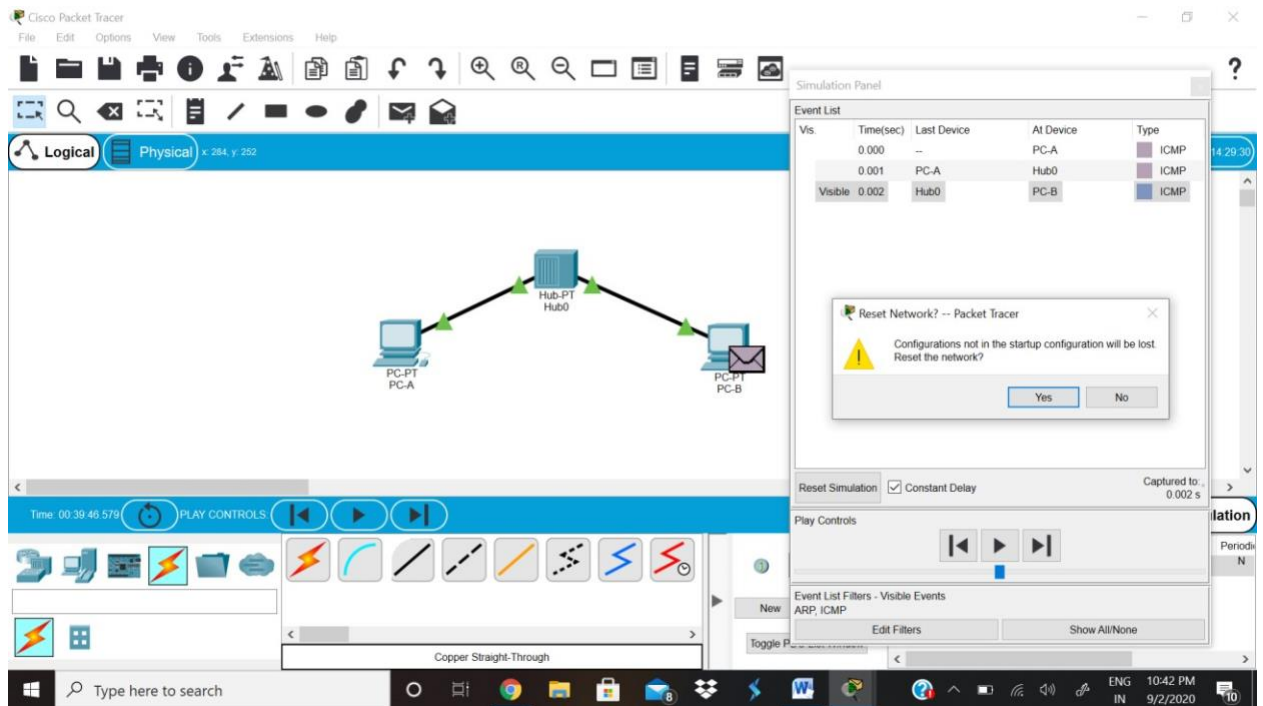 Cisco Packet Tracer
File Edit Options View Tools Extensions Help
?
Logical Physical x: 284, y: 252
14:29:30
Hub-PT
Hub0
PC-PT
PC-A
PC-PT
PC-B
Simulation Panel
Event List
Vis. Time(sec) Last Device At Device Type
0.000 -- PC-A ICMP
0.001 PC-A Hub0 ICMP
Visible 0.002 Hub0 PC-B ICMP
Reset Network? -- Packet Tracer
Configurations not in the startup configuration will be lost.
Reset the network?
Yes No
Reset Simulation Constant Delay
Captured to:
0.002 s
Play Controls
Event List Filters - Visible Events
ARP, ICMP
Edit Filters Show All/None
Time: 00:39:46.579 PLAY CONTROLS:
lation
Periodi
N
New
Toggle P
Copper Straight-Through
Type here to search
8
ENG
IN
10:42 PM
9/2/2020
10